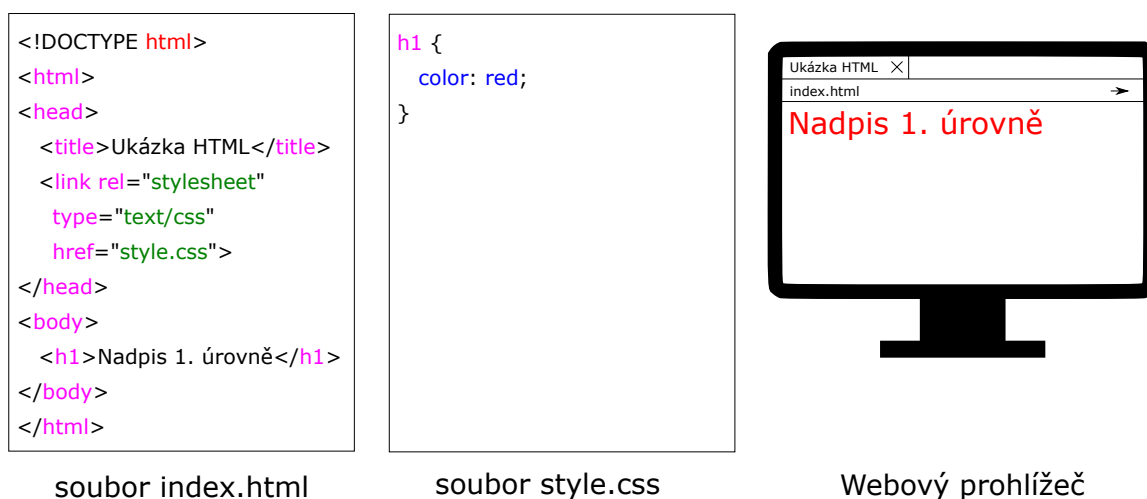 <!DOCTYPE html>
<html>
<head>
<title>Ukázka HTML</title>
<link rel="stylesheet"
type="text/css"
href="style.css">
</head>
<body>
<h1>Nadpis 1. úrovně</h1>
</body>
</html>
soubor index.html
h1 {
color: red;
}
soubor style.css
Ukázka HTML
index.html
Nadpis 1. úrovně
Webový prohlížeč